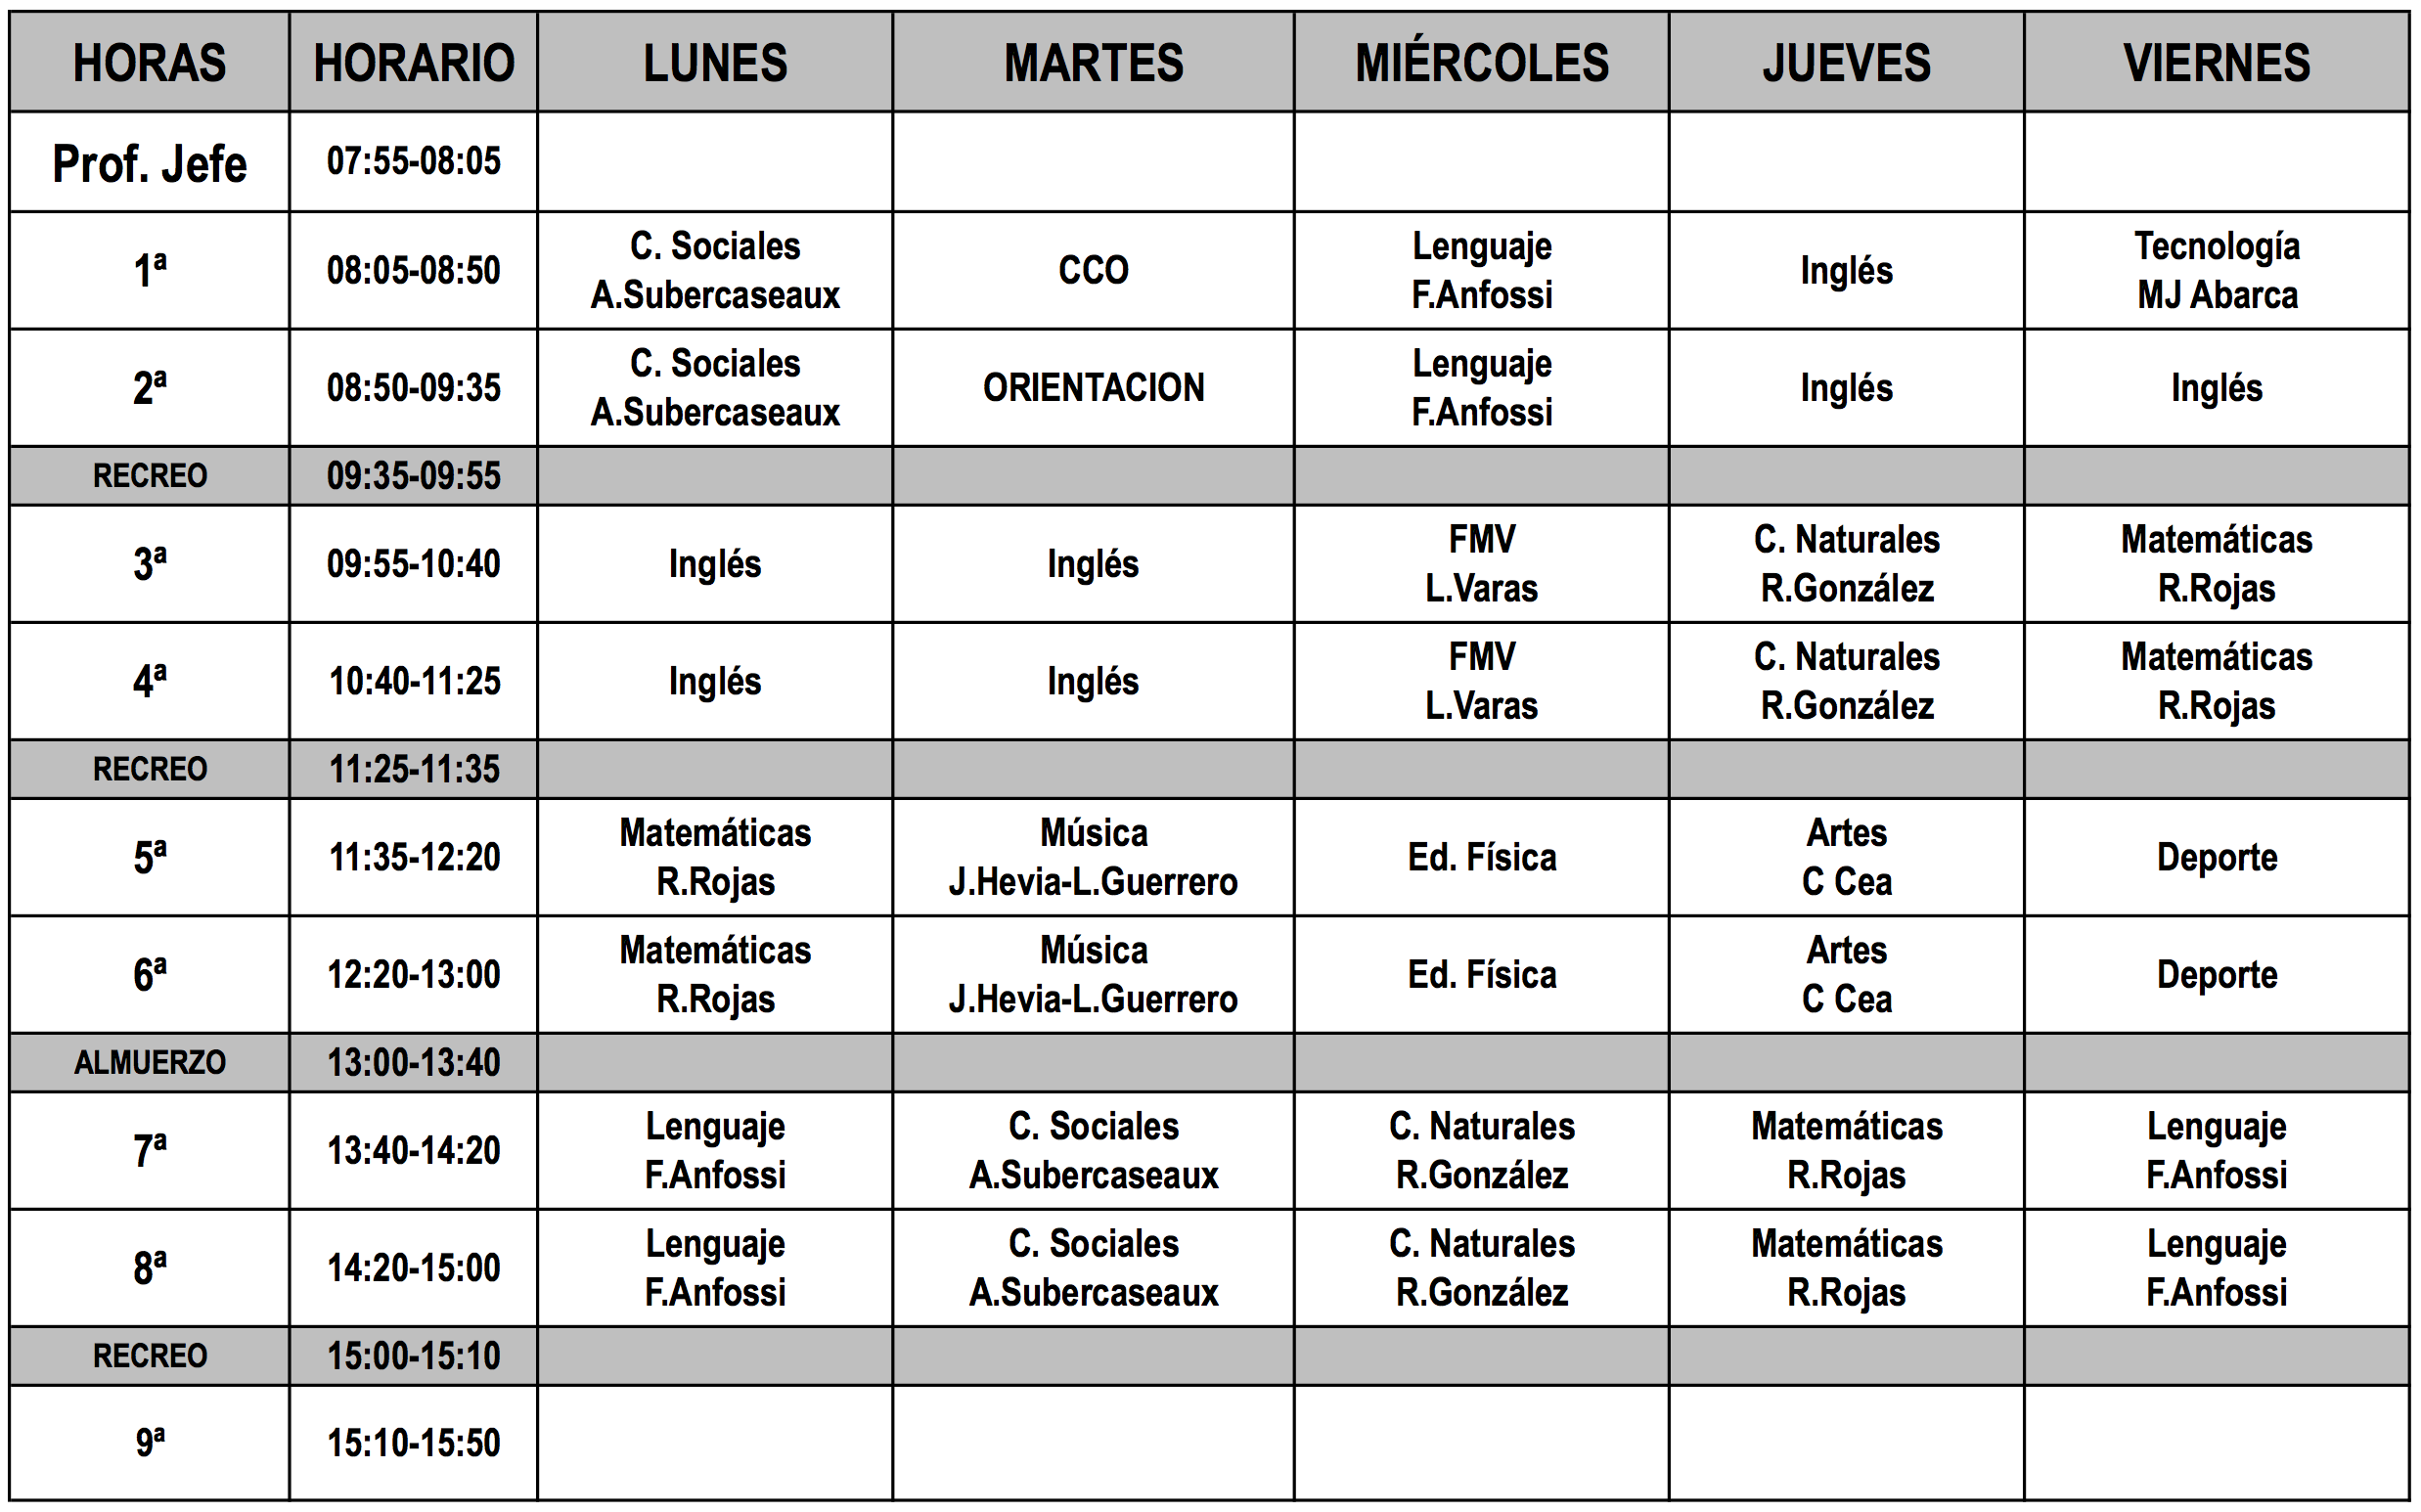 HORAS HORARIO LUNES MARTES MIÉRCOLES JUEVES VIERNES
Prof. Jefe 07:55-08:05
1ª 08:05-08:50 C. Sociales A.Subercaseaux CCO Lenguaje F.Anfossi Inglés Tecnología MJ Abarca
2ª 08:50-09:35 C. Sociales A.Subercaseaux ORIENTACION Lenguaje F.Anfossi Inglés Inglés
RECREO 09:35-09:55
3ª 09:55-10:40 Inglés Inglés FMV L.Varas C. Naturales R.González Matemáticas R.Rojas
4ª 10:40-11:25 Inglés Inglés FMV L.Varas C. Naturales R.González Matemáticas R.Rojas
RECREO 11:25-11:35
5ª 11:35-12:20 Matemáticas R.Rojas Música J.Hevia-L.Guerrero Ed. Física Artes C Cea Deporte
6ª 12:20-13:00 Matemáticas R.Rojas Música J.Hevia-L.Guerrero Ed. Física Artes C Cea Deporte
ALMUERZO 13:00-13:40
7ª 13:40-14:20 Lenguaje F.Anfossi C. Sociales A.Subercaseaux C. Naturales R.González Matemáticas R.Rojas Lenguaje F.Anfossi
8ª 14:20-15:00 Lenguaje F.Anfossi C. Sociales A.Subercaseaux C. Naturales R.González Matemáticas R.Rojas Lenguaje F.Anfossi
RECREO 15:00-15:10
9ª 15:10-15:50